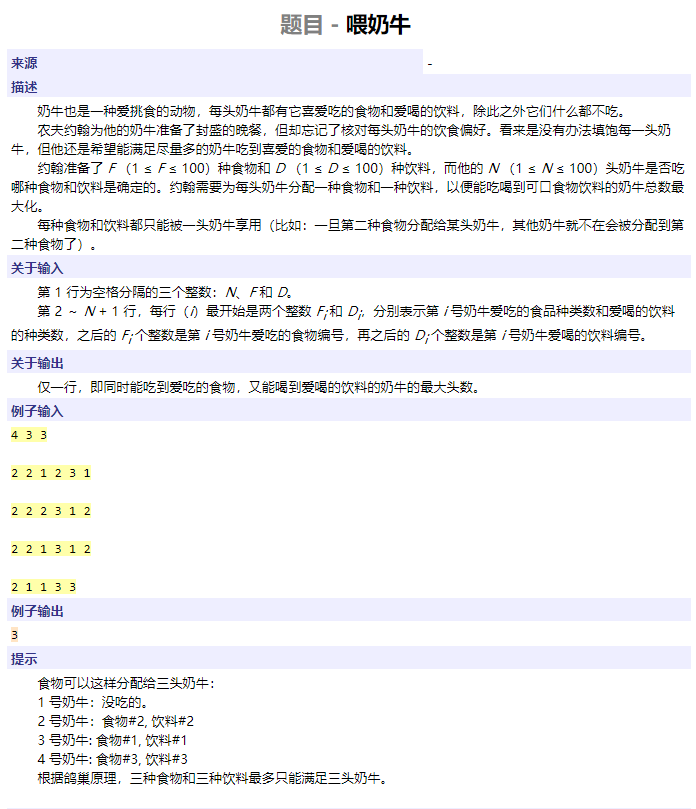 题目 - 喂奶牛
来源 -
描述
奶牛也是一种爱挑食的动物，每头奶牛都有它喜爱吃的食物和爱喝的饮料，除此之外它们什么都不吃。
农夫约翰为他的奶牛准备了封盛的晚餐，但却忘记了核对每头奶牛的饮食偏好。看来是没有办法填饱每一头奶
牛，但他还是希望能满足尽量多的奶牛吃到喜爱的食物和爱喝的饮料。
约翰准备了 F （1 ≤ F ≤ 100）种食物和 D （1 ≤ D ≤ 100）种饮料，而他的 N （1 ≤ N ≤ 100）头奶牛是否吃
哪种食物和饮料是确定的。约翰需要为每头奶牛分配一种食物和一种饮料，以便能吃喝到可口食物饮料的奶牛总数最
大化。
每种食物和饮料都只能被一头奶牛享用（比如：一旦第二种食物分配给某头奶牛，其他奶牛就不在会被分配到第
二种食物了）。
关于输入
第 1 行为空格分隔的三个整数：N、F 和 D。
第 2 ～ N + 1 行，每行（i）最开始是两个整数 Fi 和 Di，分别表示第 i 号奶牛爱吃的食品种类数和爱喝的饮料
的种类数，之后的 Fi 个整数是第 i 号奶牛爱吃的食物编号，再之后的 Di 个整数是第 i 号奶牛爱喝的饮料编号。
关于输出
仅一行，即同时能吃到爱吃的食物，又能喝到爱喝的饮料的奶牛的最大头数。
例子输入
4 3 3
2 2 1 2 3 1
2 2 2 3 1 2
2 2 1 3 1 2
2 1 1 3 3
例子输出
3
提示
食物可以这样分配给三头奶牛：
1 号奶牛：没吃的。
2 号奶牛：食物#2, 饮料#2
3 号奶牛: 食物#1, 饮料#1
4 号奶牛: 食物#3, 饮料#3
根据鸽巢原理，三种食物和三种饮料最多只能满足三头奶牛。